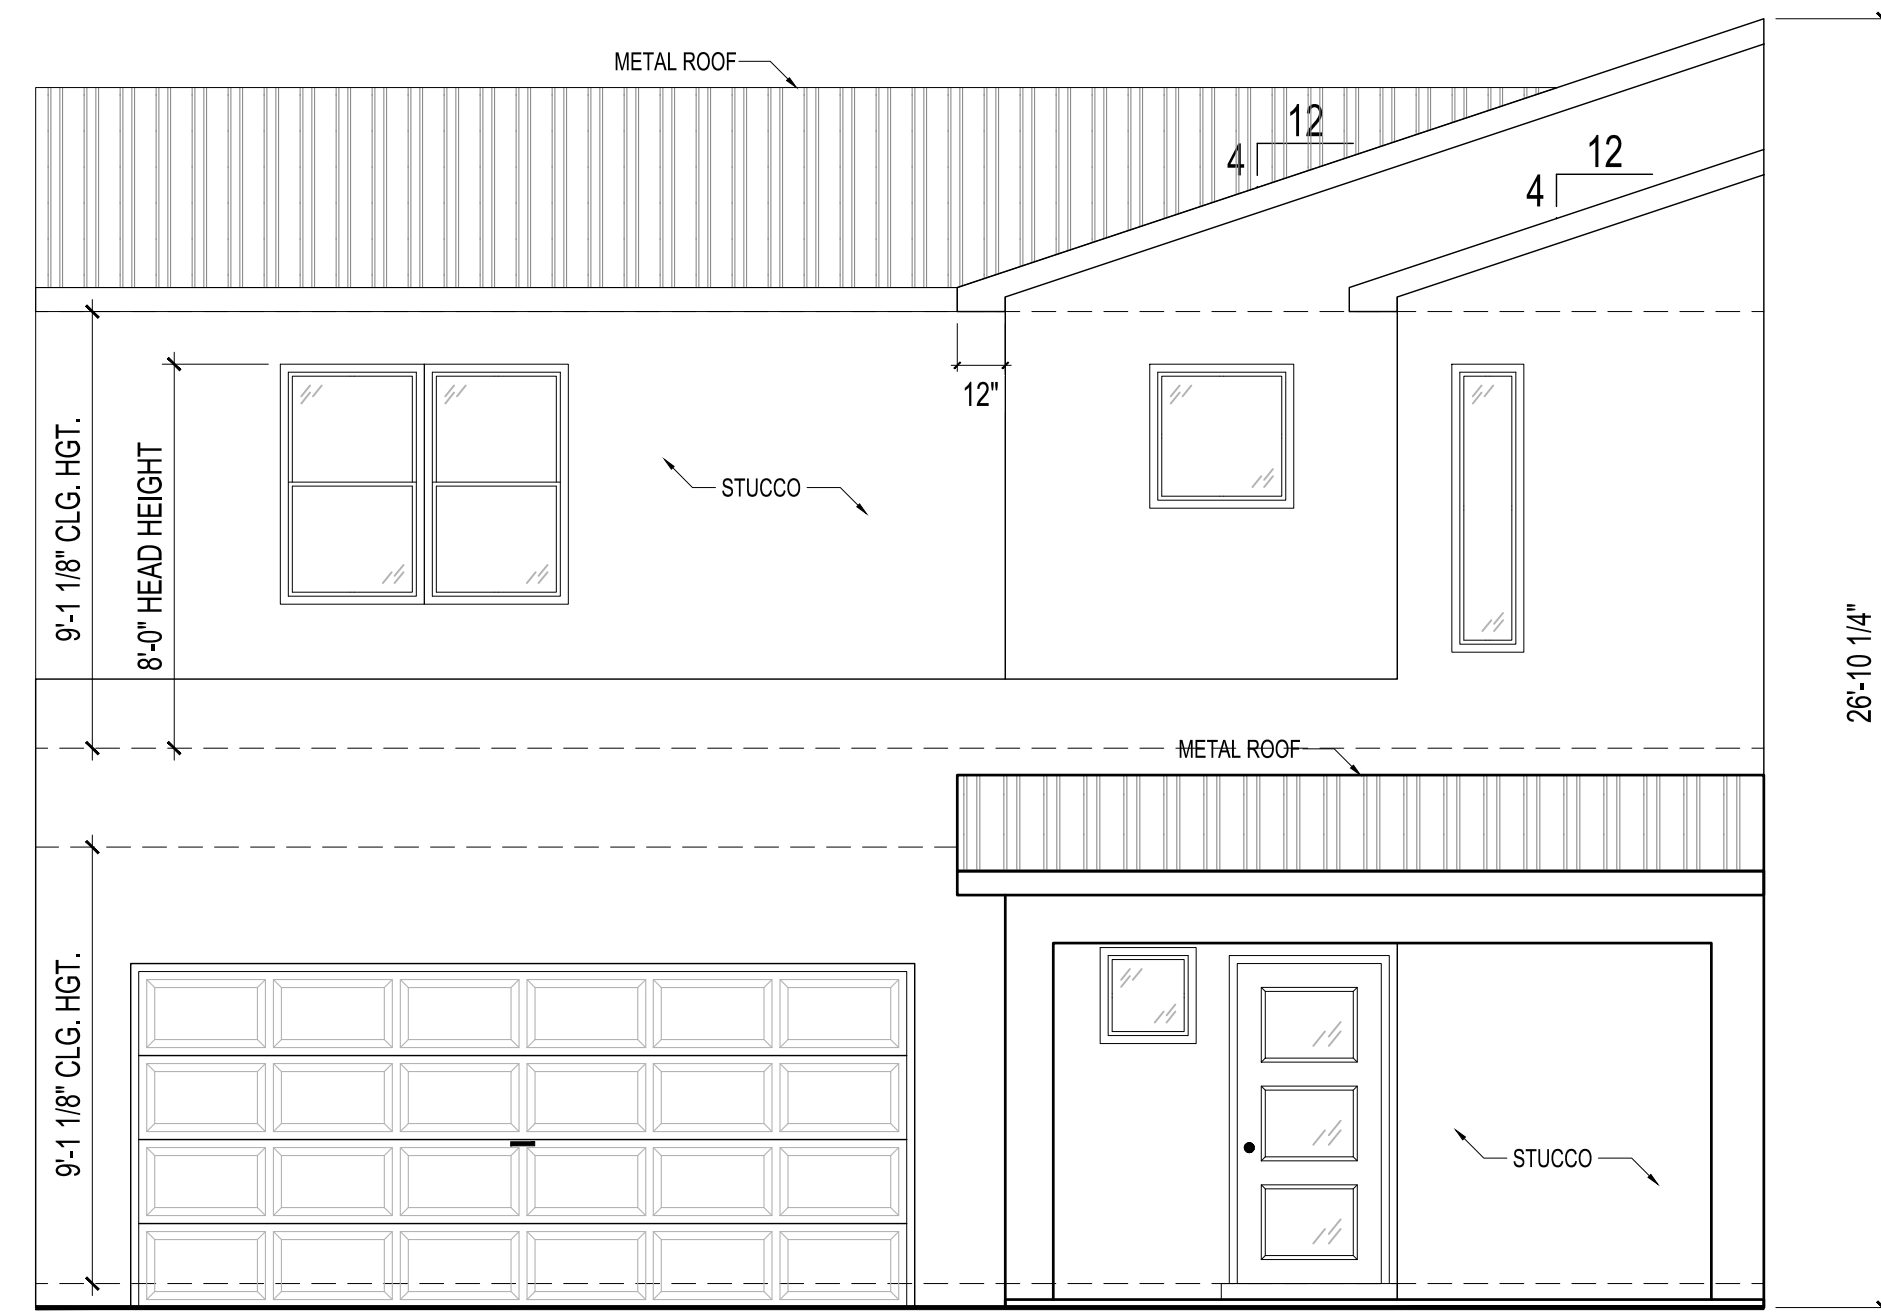 METAL ROOF
12
4
12
4
12"
9'-1 1/8" CLG. HGT.
8'-0" HEAD HEIGHT
STUCCO
26'-10 1/4"
METAL ROOF
9'-1 1/8" CLG. HGT.
STUCCO